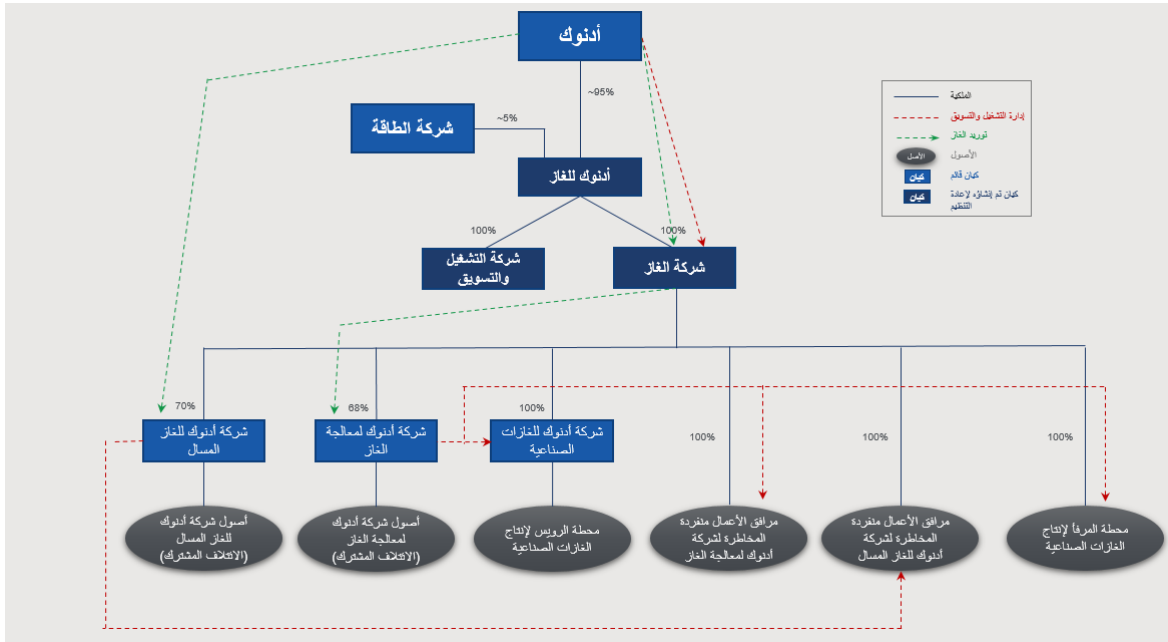 أدنوك
~95%
شركة الطاقة
~5%
أدنوك للغاز
100%
100%
شركة التشغيل
والتسويق
شركة الغاز
الملكية
إدارة التشغيل والتسويق
توريد الغاز
الأصل
الأصول
كيان
كيان قائم
كيان
كيان تم إنشاؤه لإعادة
التنظيم
70%
68%
100%
100%
100%
100%
شركة أدنوك للغاز
المسال
شركة أدنوك لمعالجة
الغاز
شركة أدنوك للغازات
الصناعية
أصول شركة أدنوك
للغاز المسال
(الائتلاف المشترك)
أصول شركة أدنوك
لمعالجة الغاز
(الائتلاف المشترك)
محطة الرويس لإنتاج
الغازات الصناعية
مرافق الأعمال منفردة
المخاطرة لشركة
أدنوك لمعالجة الغاز
مرافق الأعمال منفردة
المخاطرة لشركة
أدنوك للغاز المسال
محطة المرفأ لإنتاج
الغازات الصناعية